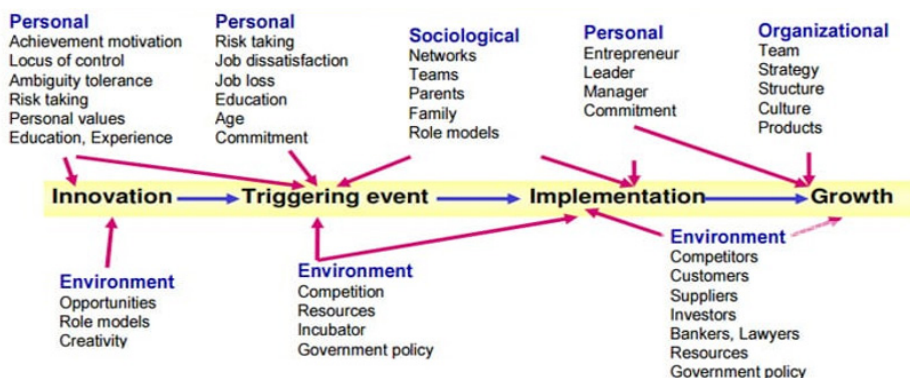 Personal
Achievement motivation
Locus of control
Ambiguity tolerance
Risk taking
Personal values
Education, Experience
Personal
Risk taking
Job dissatisfaction
Job loss
Education
Age
Commitment
Sociological
Networks
Teams
Parents
Family
Role models
Personal
Entrepreneur
Leader
Manager
Commitment
Organizational
Team
Strategy
Structure
Culture
Products
Innovation
Triggering event
Implementation
Growth
Environment
Opportunities
Role models
Creativity
Environment
Competition
Resources
Incubator
Government policy
Environment
Competitors
Customers
Suppliers
Investors
Bankers, Lawyers
Resources
Government policy